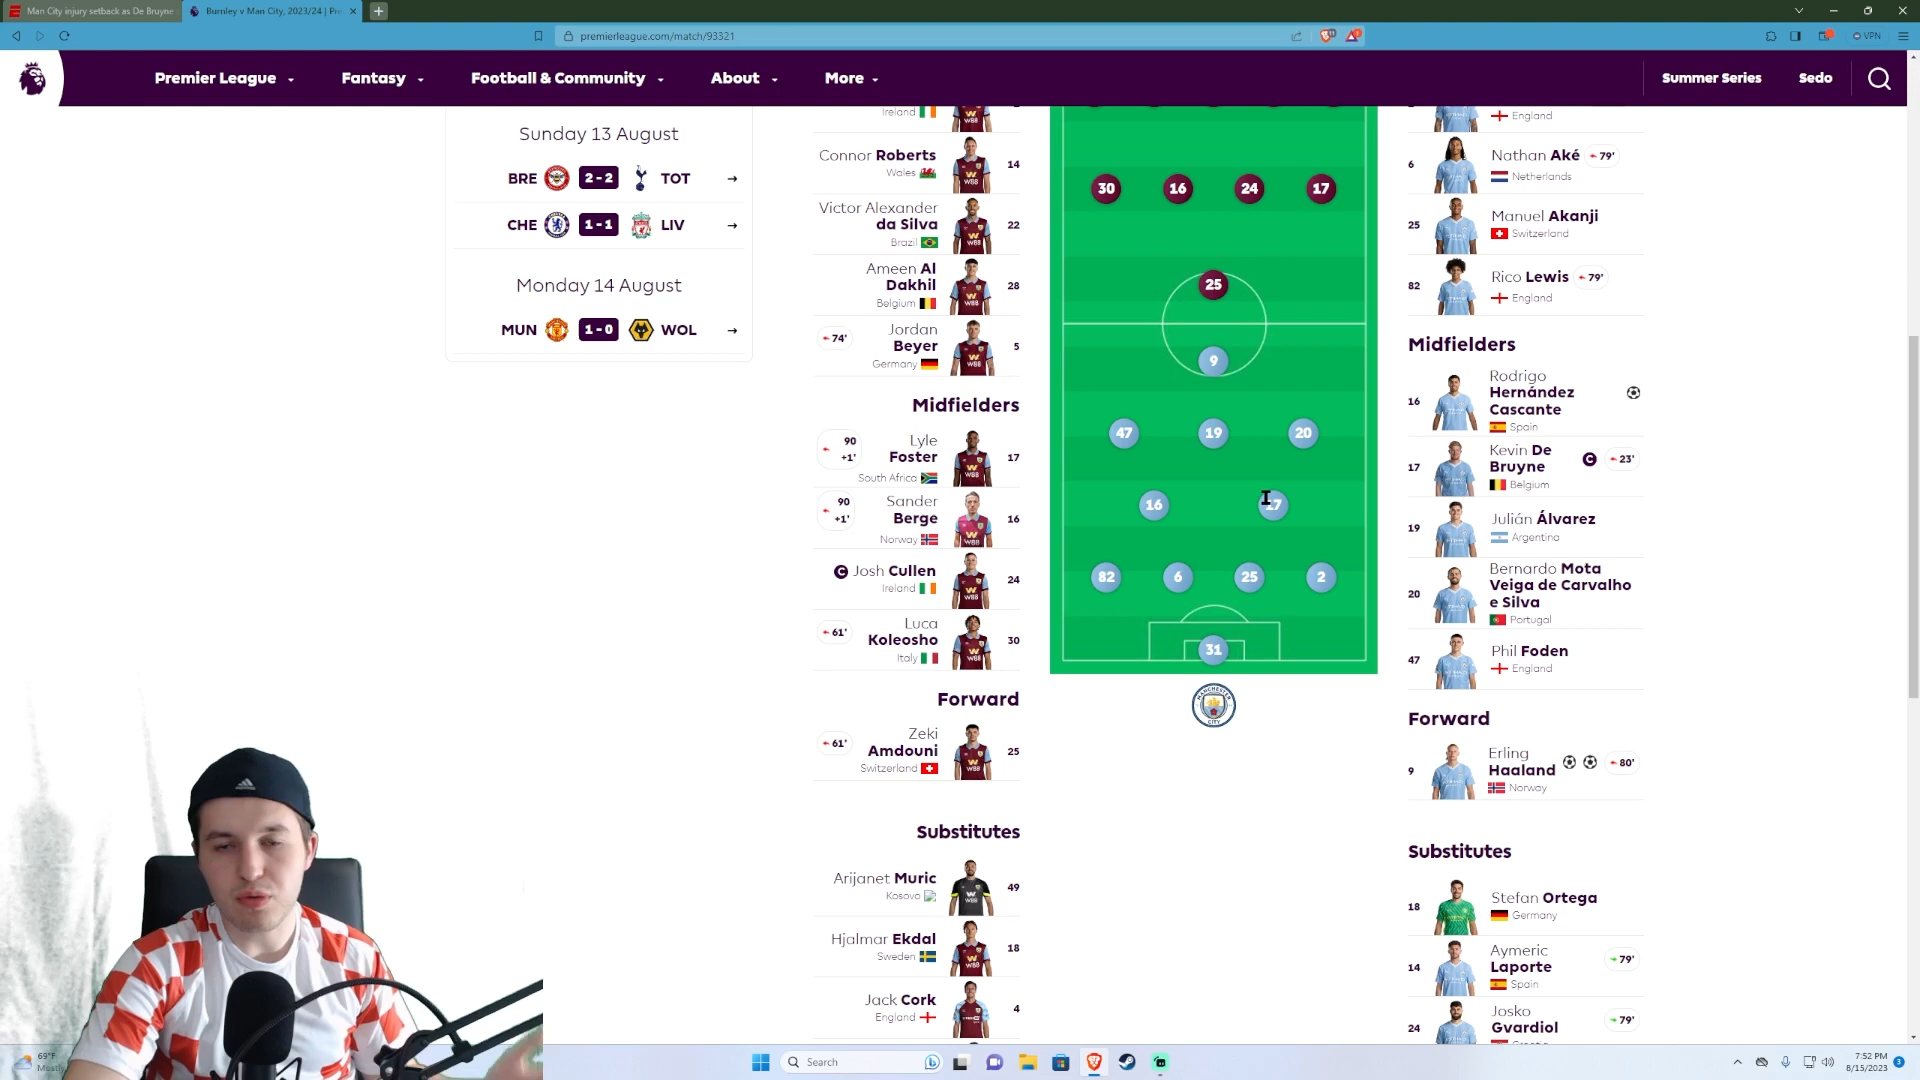 Man City injury setback as De Bruyne
Burnley v Man City, 2023/24 | Pre
premierleague.com/match/93321
VPN
Premier League
Fantasy
Football & Community
About
More
Summer Series
Sedo
Sunday 13 August
BRE 2 - 2 TOT
CHE 1 - 1 LIV
Monday 14 August
MUN 1 - 0 WOL
Ireland
Connor Roberts
Wales
14
Victor Alexander
da Silva
Brazil
22
Ameen Al
Dakhil
Belgium
28
74'
Jordan
Beyer
Germany
5
Midfielders
90
+1'
Lyle
Foster
South Africa
17
90
+1'
Sander
Berge
Norway
16
C Josh Cullen
Ireland
24
61'
Luca
Koleosho
Italy
30
Forward
61'
Zeki
Amdouni
Switzerland
25
Substitutes
Arijanet Muric
Kosovo
49
Hjalmar Ekdal
Sweden
18
Jack Cork
England
4
30 16 24 17
25
9
47 19 20
16 17
82 6 25 2
31
MANCHESTER
CITY
England
6
Nathan Aké 79'
Netherlands
25
Manuel Akanji
Switzerland
82
Rico Lewis 79'
England
Midfielders
16
Rodrigo
Hernández
Cascante
Spain
17
Kevin De
Bruyne
C 23'
Belgium
19
Julián Álvarez
Argentina
20
Bernardo Mota
Veiga de Carvalho
e Silva
Portugal
47
Phil Foden
England
Forward
9
Erling
Haaland
80'
Norway
Substitutes
18
Stefan Ortega
Germany
14
Aymeric
Laporte
79'
Spain
24
Josko
Gvardiol
79'
69°F
Mostly
Search
7:52 PM
8/15/2023
3